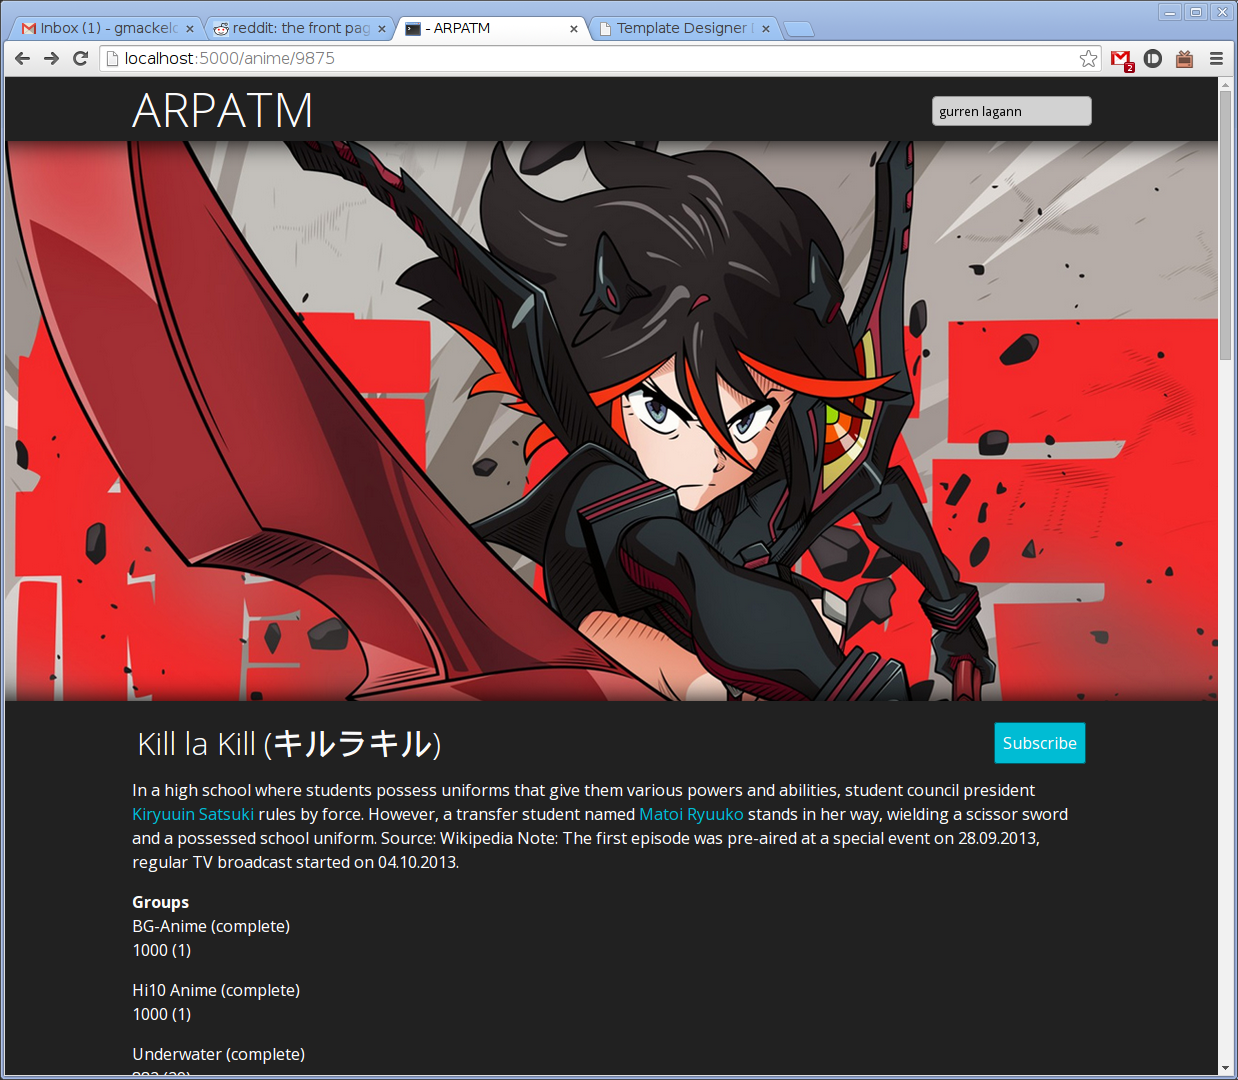 Inbox (1) - gmackelc
reddit: the front pag
- ARPATM
Template Designer
localhost:5000/anime/9875
2
ARPATM
gurren lagann
Kill la Kill (キルラキル)
Subscribe
In a high school where students possess uniforms that give them various powers and abilities, student council president
Kiryuuin Satsuki rules by force. However, a transfer student named Matoi Ryuuko stands in her way, wielding a scissor sword
and a possessed school uniform. Source: Wikipedia Note: The first episode was pre-aired at a special event on 28.09.2013,
regular TV broadcast started on 04.10.2013.
Groups
BG-Anime (complete)
1000 (1)
Hi10 Anime (complete)
1000 (1)
Underwater (complete)